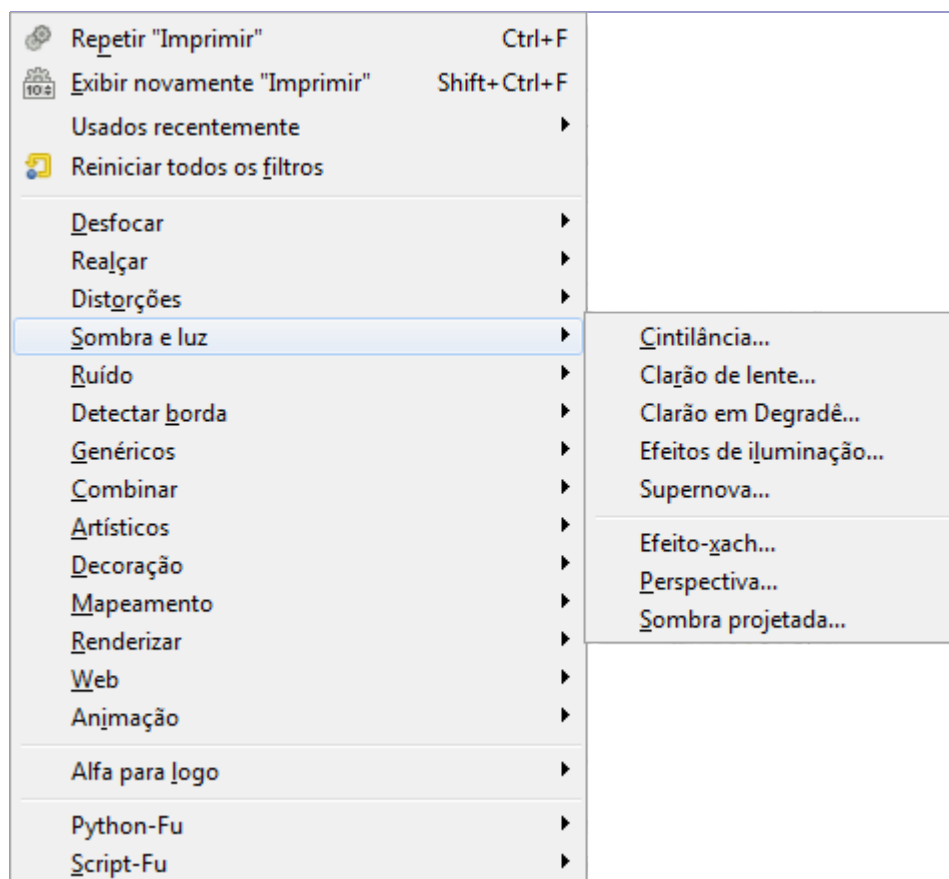 Repetir "Imprimir" Ctrl+F
Exibir novamente "Imprimir" Shift+Ctrl+F
Usados recentemente
Reiniciar todos os filtros
Desfocar
Realçar
Distorções
Sombra e luz
Ruído
Detectar borda
Genéricos
Combinar
Artísticos
Decoração
Mapeamento
Renderizar
Web
Animação
Alfa para logo
Python-Fu
Script-Fu
Cintilância...
Clarão de lente...
Clarão em Degradê...
Efeitos de iluminação...
Supernova...
Efeito-xach...
Perspectiva...
Sombra projetada...